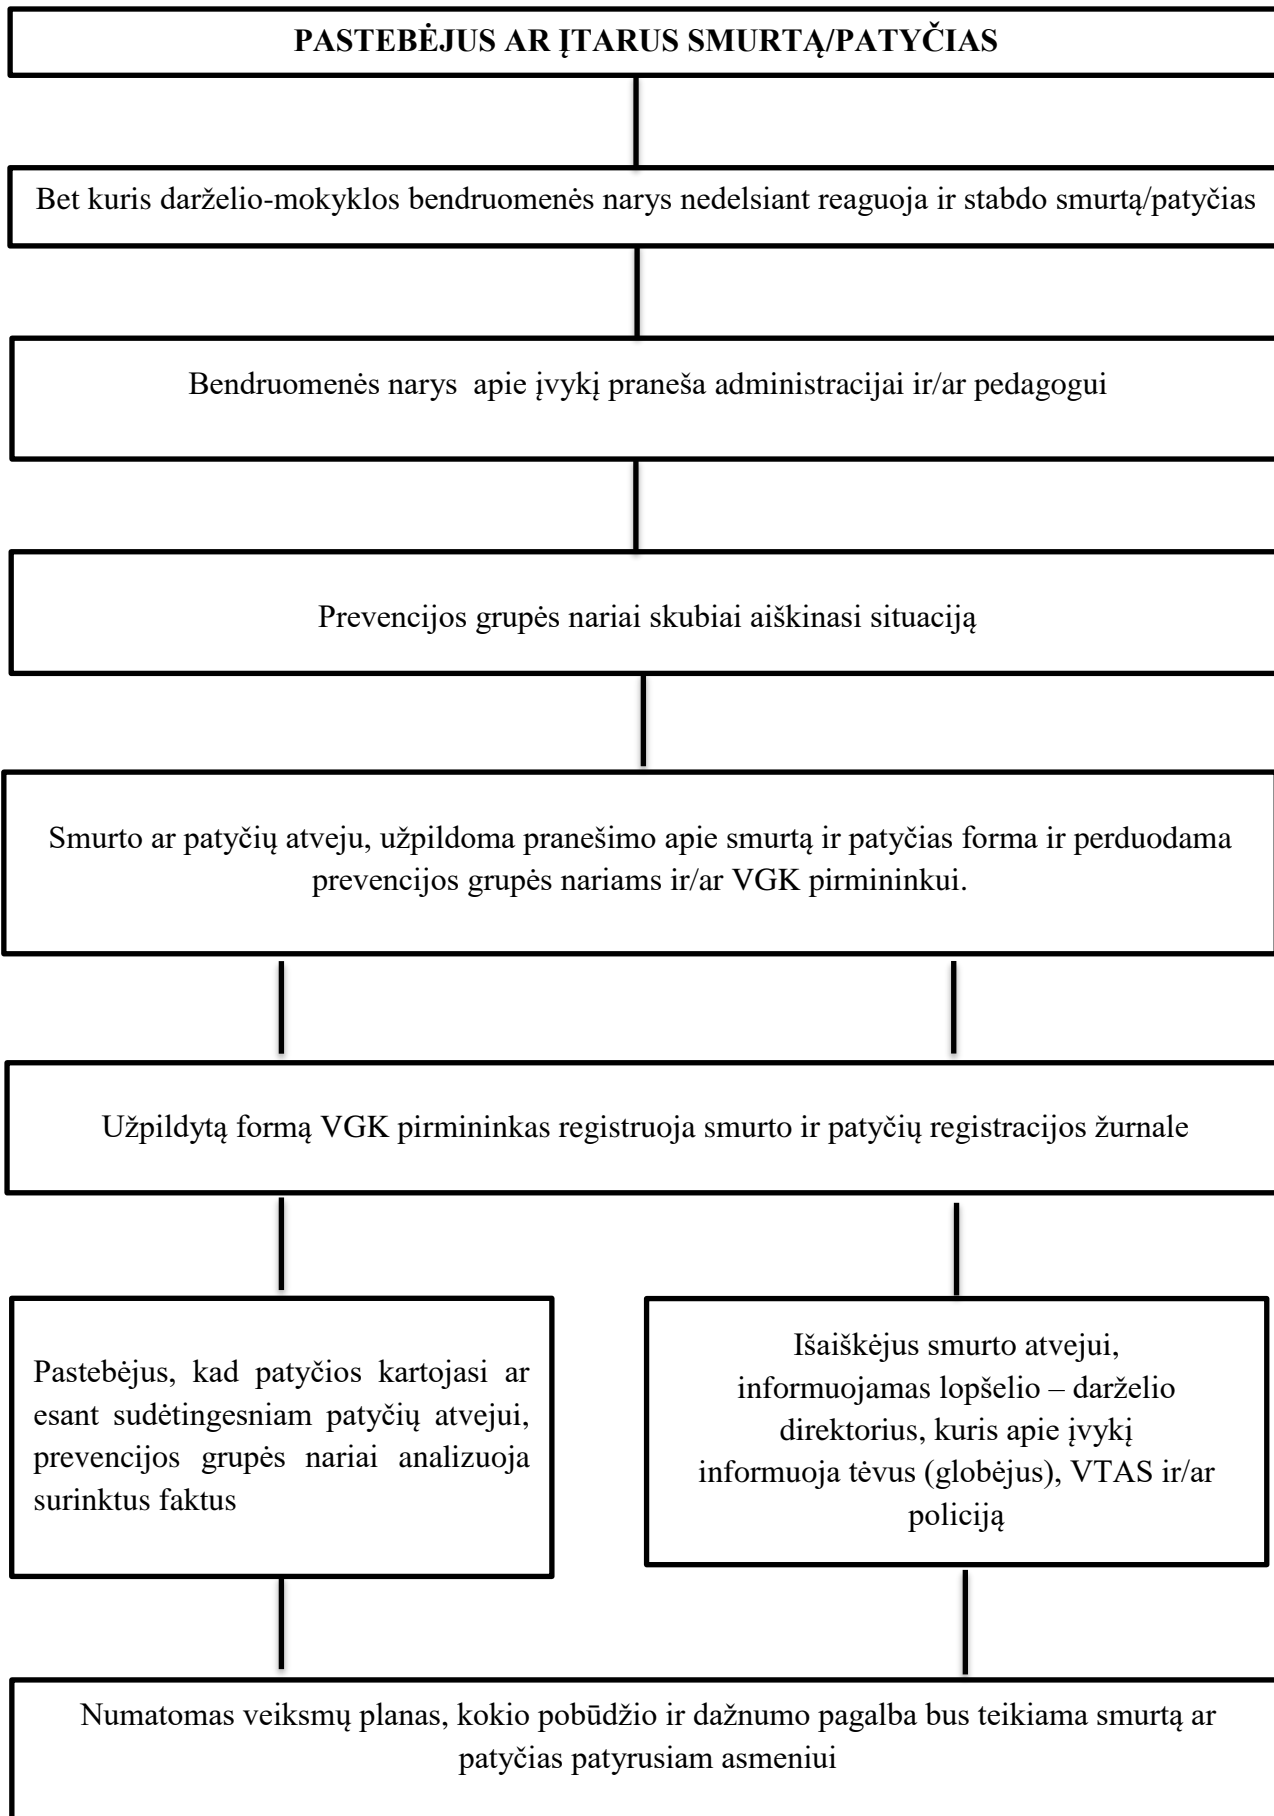 PASTEBĖJUS AR ĮTARUS SMURTĄ/PATYČIAS
Bet kuris darželio-mokyklos bendruomenės narys nedelsiant reaguoja ir stabdo smurtą/patyčias
Bendruomenės narys apie įvykį praneša administracijai ir/ar pedagogui
Prevencijos grupės nariai skubiai aiškinasi situaciją
Smurto ar patyčių atveju, užpildoma pranešimo apie smurtą ir patyčias forma ir perduodama
prevencijos grupės nariams ir/ar VGK pirmininkui.
Užpildytą formą VGK pirmininkas registruoja smurto ir patyčių registracijos žurnale
Pastebėjus, kad patyčios kartojasi ar
esant sudėtingesniam patyčių atvejui,
prevencijos grupės nariai analizuoja
surinktus faktus
Išaiškėjus smurto atvejui,
informuojamas lopšelio – darželio
direktorius, kuris apie įvykį
informuoja tėvus (globėjus), VTAS ir/ar
policiją
Numatomas veiksmų planas, kokio pobūdžio ir dažnumo pagalba bus teikiama smurtą ar
patyčias patyrusiam asmeniui